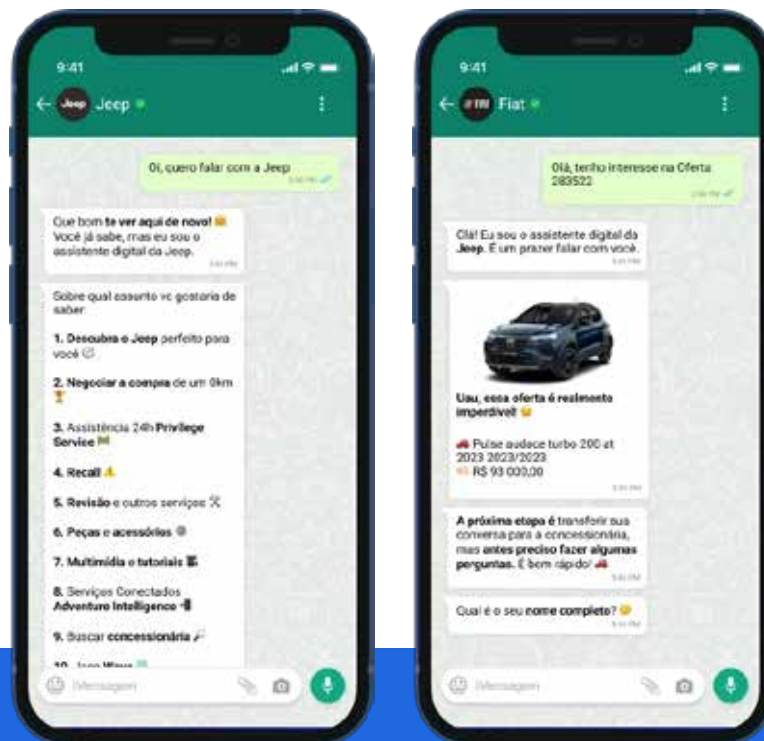 9:41
Jeep
Jeep
Oi, quero falar com a Jeep
Que bom te ver aqui de novo!
Você já sabe, mas eu sou o
assistente digital da Jeep.
Sobre qual assunto vc gostaria de
saber
1. Descubra o Jeep perfeito para
você
2. Negociar a compra de um 0km
3. Assistência 24h Privilege
Service
4. Recall
5. Revisão e outros serviços
6. Peças e acessórios
7. Multimídia e tutoriais
8. Serviços Conectados
Adventure Intelligence
9. Buscar concessionária
10. Jeep Wave
Mensagem
9:41
Fiat
Olá, tenho interesse na Oferta
283522
Olá! Eu sou o assistente digital da
Jeep. É um prazer falar com você.
Uau, essa oferta é realmente
imperdível!
Pulse audace turbo 200 at
2023 2023/2023
R$ 93 000,00
A próxima etapa é transferir sua
conversa para a concessionária,
mas antes preciso fazer algumas
perguntas. É bem rápido!
Qual é o seu nome completo?
Mensagem